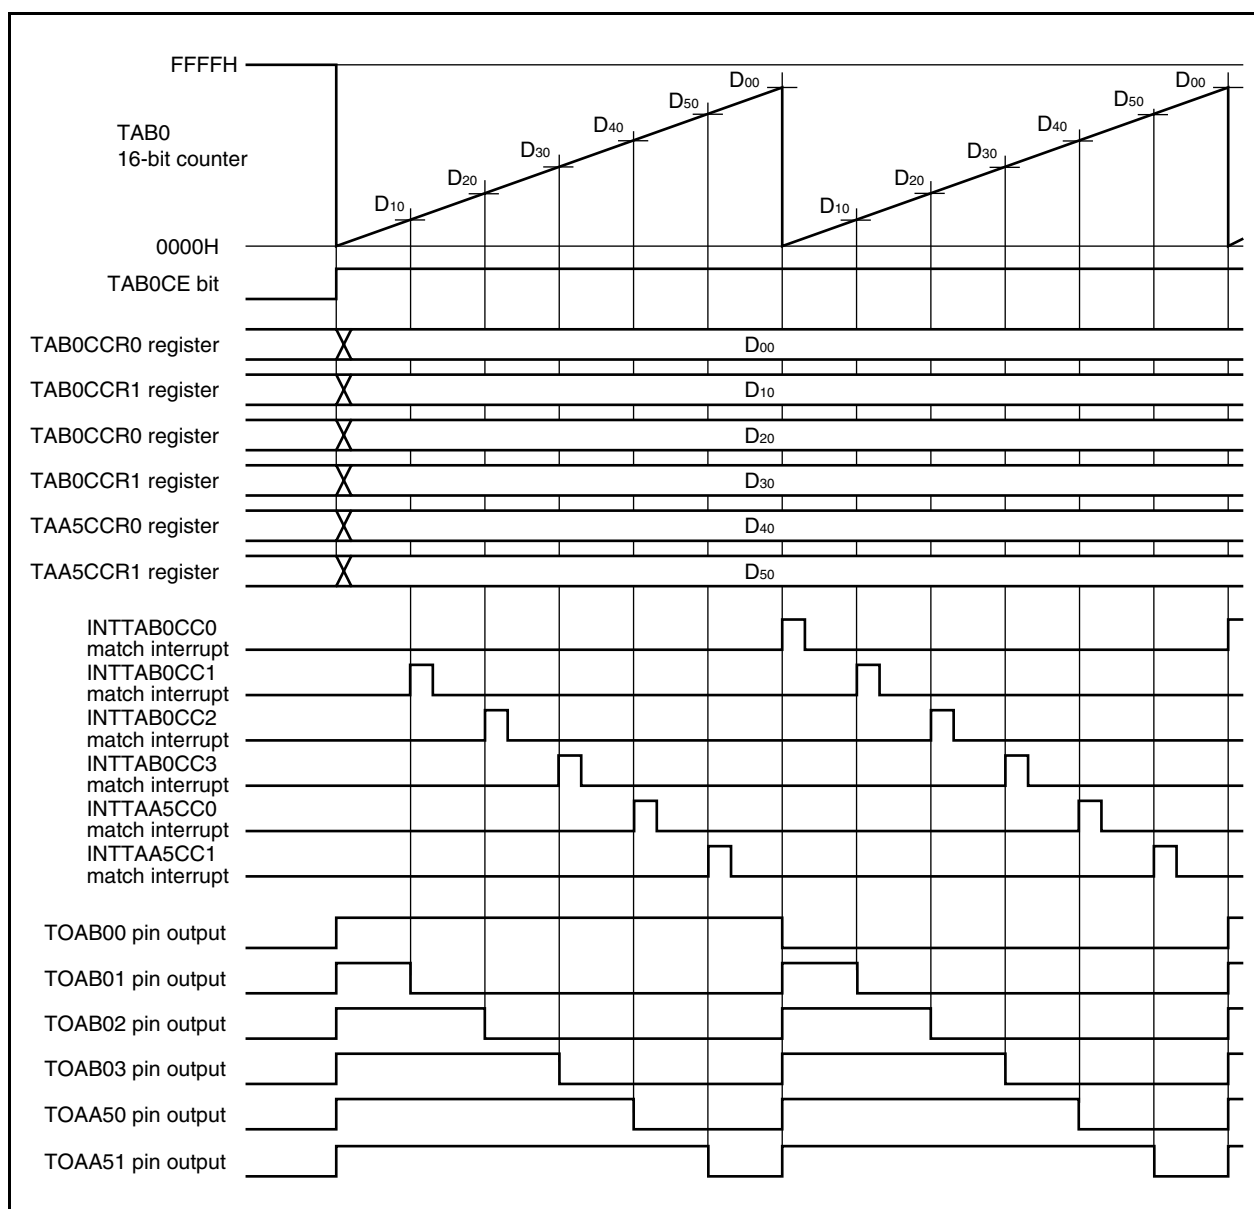 FFFFH
TAB0
16-bit counter
0000H
D10
D20
D30
D40
D50
D00
D10
D20
D30
D40
D50
D00
TAB0CE bit
TAB0CCR0 register
D00
TAB0CCR1 register
D10
TAB0CCR0 register
D20
TAB0CCR1 register
D30
TAA5CCR0 register
D40
TAA5CCR1 register
D50
INTTAB0CC0
match interrupt
INTTAB0CC1
match interrupt
INTTAB0CC2
match interrupt
INTTAB0CC3
match interrupt
INTTAA5CC0
match interrupt
INTTAA5CC1
match interrupt
TOAB00 pin output
TOAB01 pin output
TOAB02 pin output
TOAB03 pin output
TOAA50 pin output
TOAA51 pin output